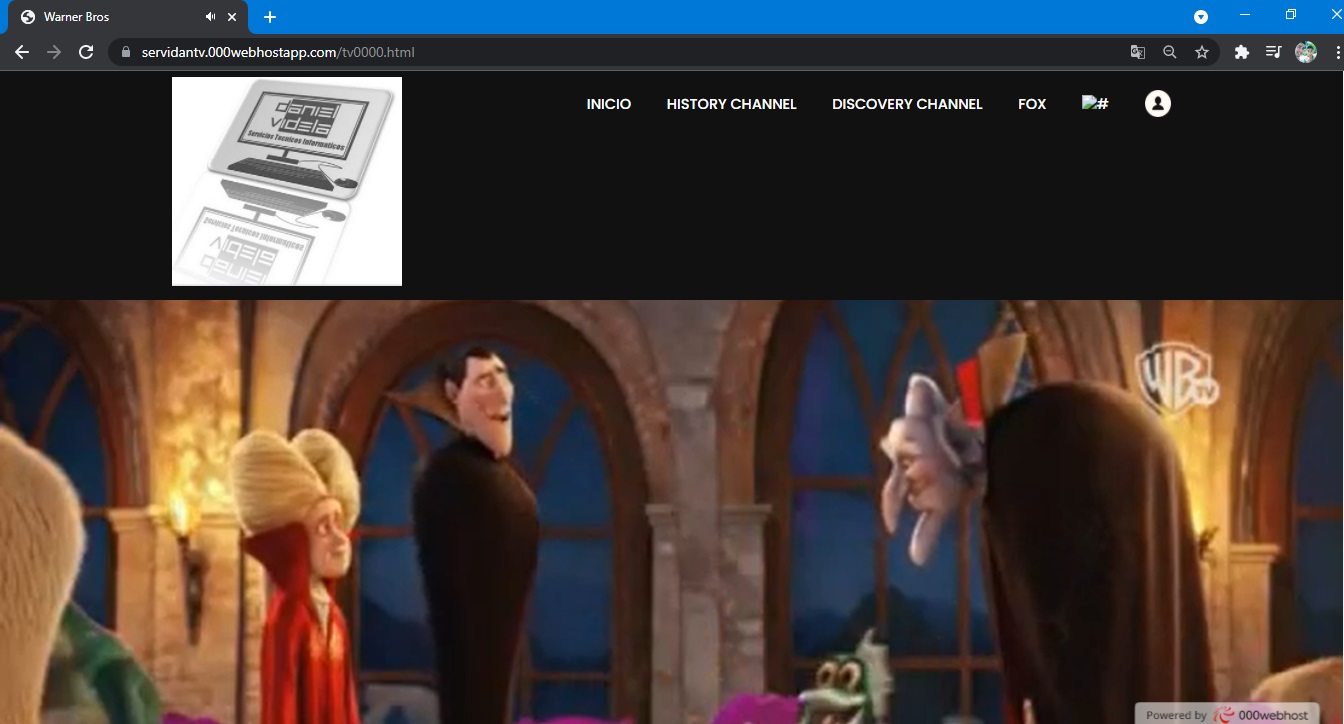 Warner Bros
servidantv.000webhostapp.com/tv0000.html
INICIO HISTORY CHANNEL DISCOVERY CHANNEL FOX #
daniel
videla
Servicios Tecnicos Informaticos
WB tv
Powered by 000webhost